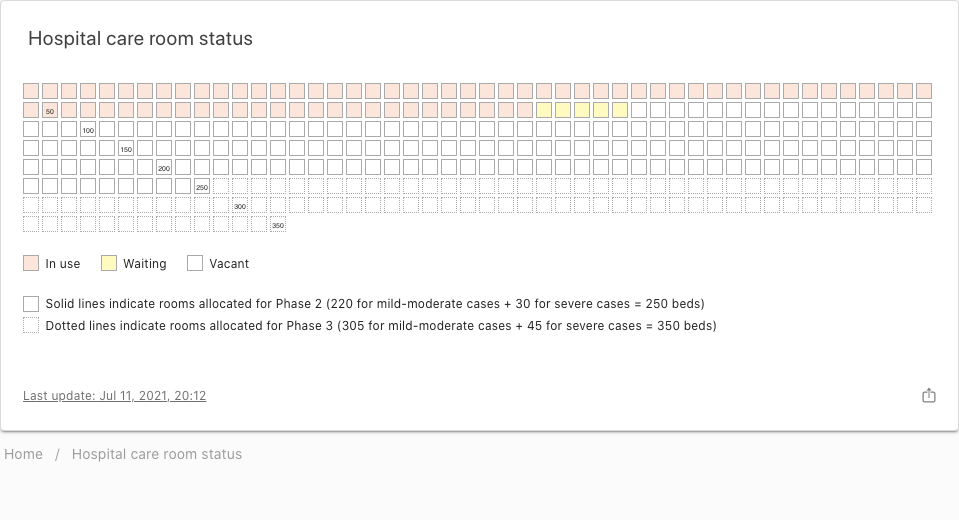 Hospital care room status
50
100
150
200
250
300
350
In use Waiting Vacant
Solid lines indicate rooms allocated for Phase 2 (220 for mild-moderate cases + 30 for severe cases = 250 beds)
Dotted lines indicate rooms allocated for Phase 3 (305 for mild-moderate cases + 45 for severe cases = 350 beds)
Last update: Jul 11, 2021, 20:12
Home / Hospital care room status